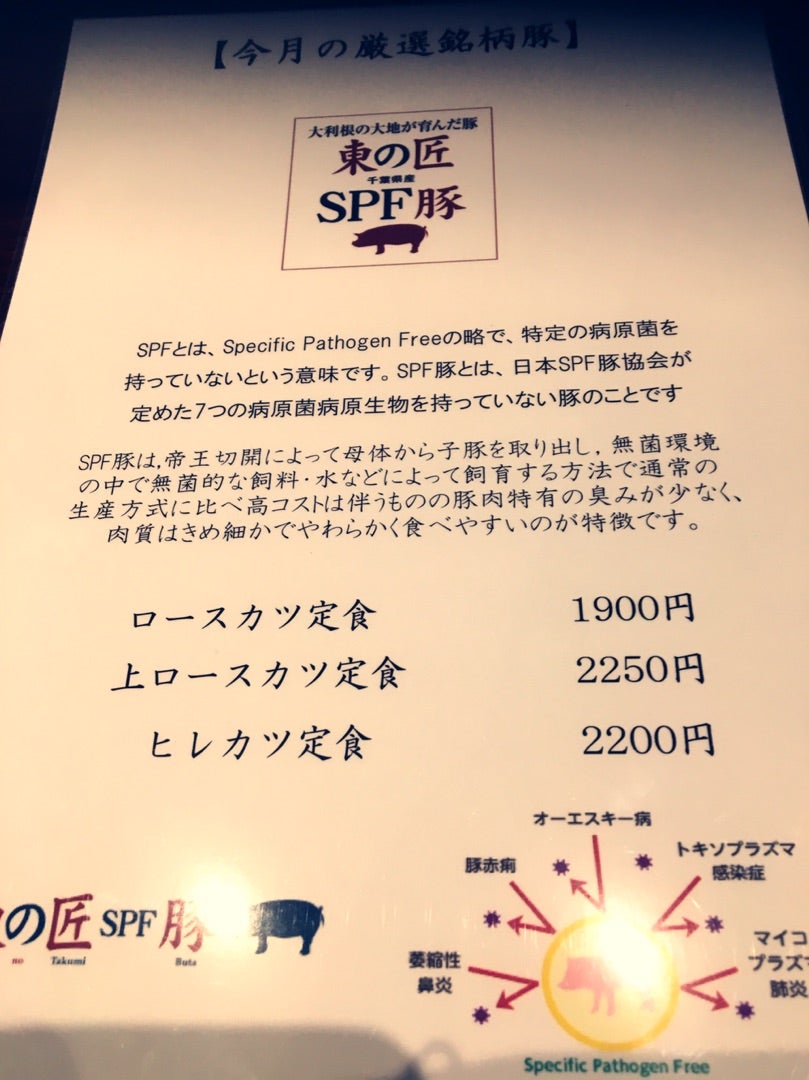 【今月の厳選銘柄豚】
大利根の大地が育んだ豚
東の匠
千葉県産
SPF豚
SPFとは、Specific Pathogen Freeの略で、特定の病原菌を
持っていないという意味です。SPF豚とは、日本SPF豚協会が
定めた7つの病原菌病原生物を持っていない豚のことです
SPF豚は,帝王切開によって母体から子豚を取り出し，無菌環境
の中で無菌的な飼料・水などによって飼育する方法で通常の
生産方式に比べ高コストは伴うものの豚肉特有の臭みが少なく、
肉質はきめ細かでやわらかく食べやすいのが特徴です。
ロースカツ定食 1900円
上ロースカツ定食 2250円
ヒレカツ定食 2200円
オーエスキー病
豚赤痢
トキソプラズマ
感染症
の匠 SPF 豚
no Takumi Buta
萎縮性
鼻炎
マイコ
プラズマ
肺炎
Specific Pathogen Free